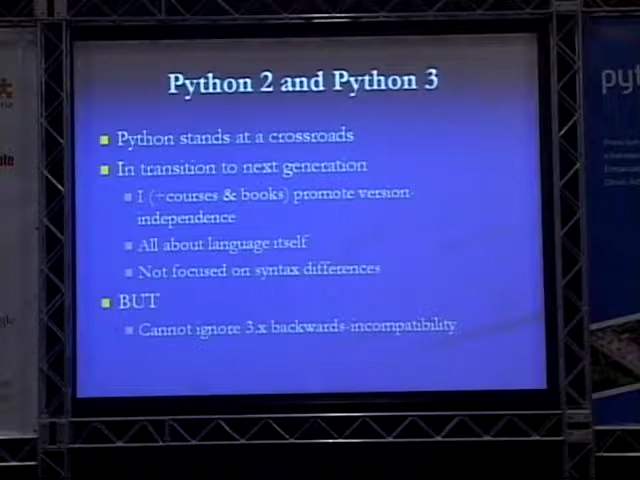 Python 2 and Python 3
Python stands at a crossroads
In transition to next generation
I (+courses & books) promote version-
independence
All about language itself
Not focused on syntax differences
BUT
Cannot ignore 3.x backwards-incompatibility
pyt